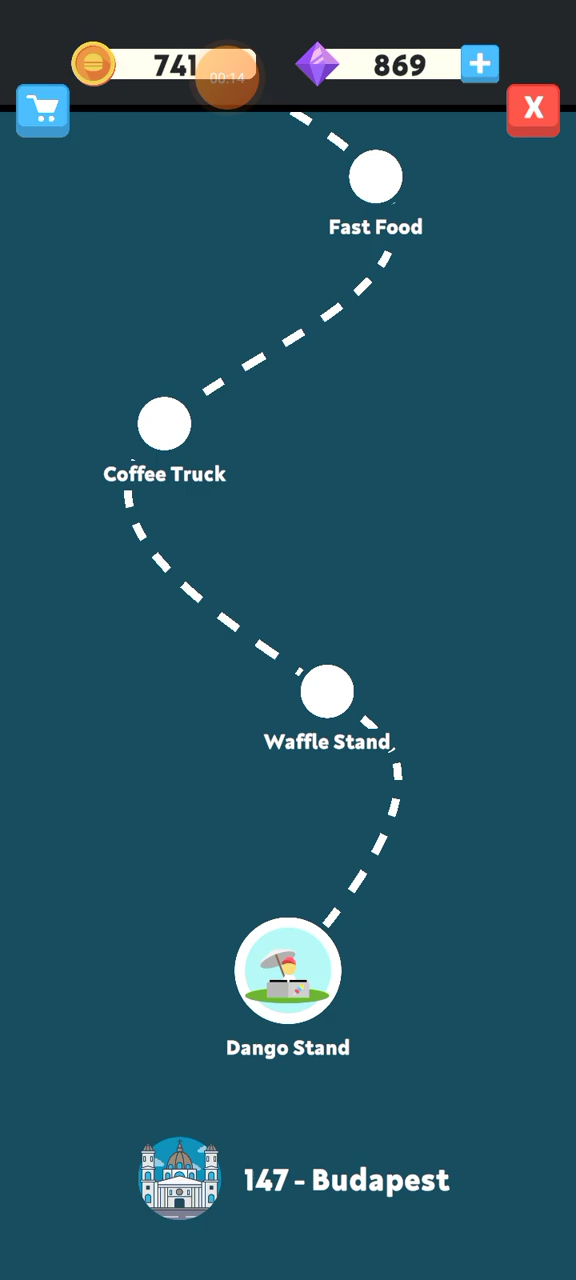 741
00:14
869
X
Fast Food
Coffee Truck
Waffle Stand
Dango Stand
147 - Budapest